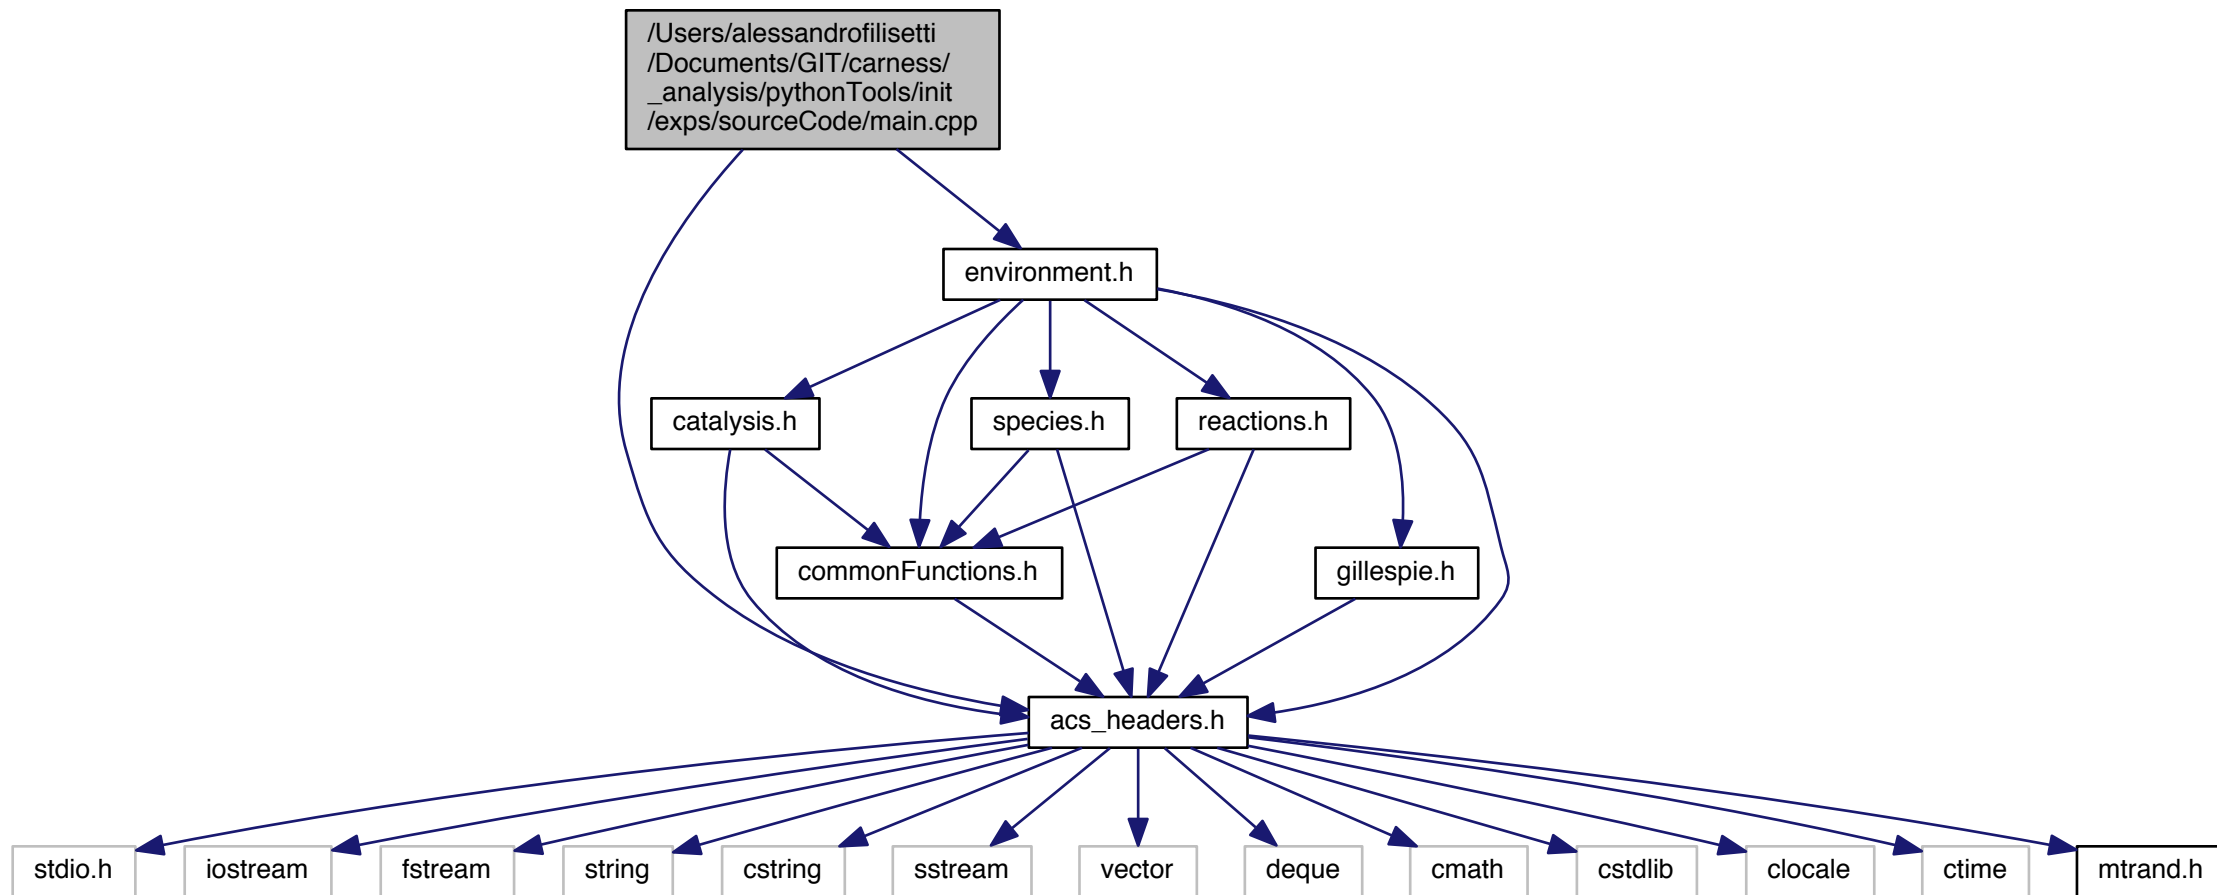 /Users/alessandrofilisetti
/Documents/GIT/carness/
_analysis/pythonTools/init
/exps/sourceCode/main.cpp
environment.h
catalysis.h
species.h
reactions.h
commonFunctions.h
gillespie.h
acs_headers.h
stdio.h
iostream
fstream
string
cstring
sstream
vector
deque
cmath
cstdlib
clocale
ctime
mtrand.h